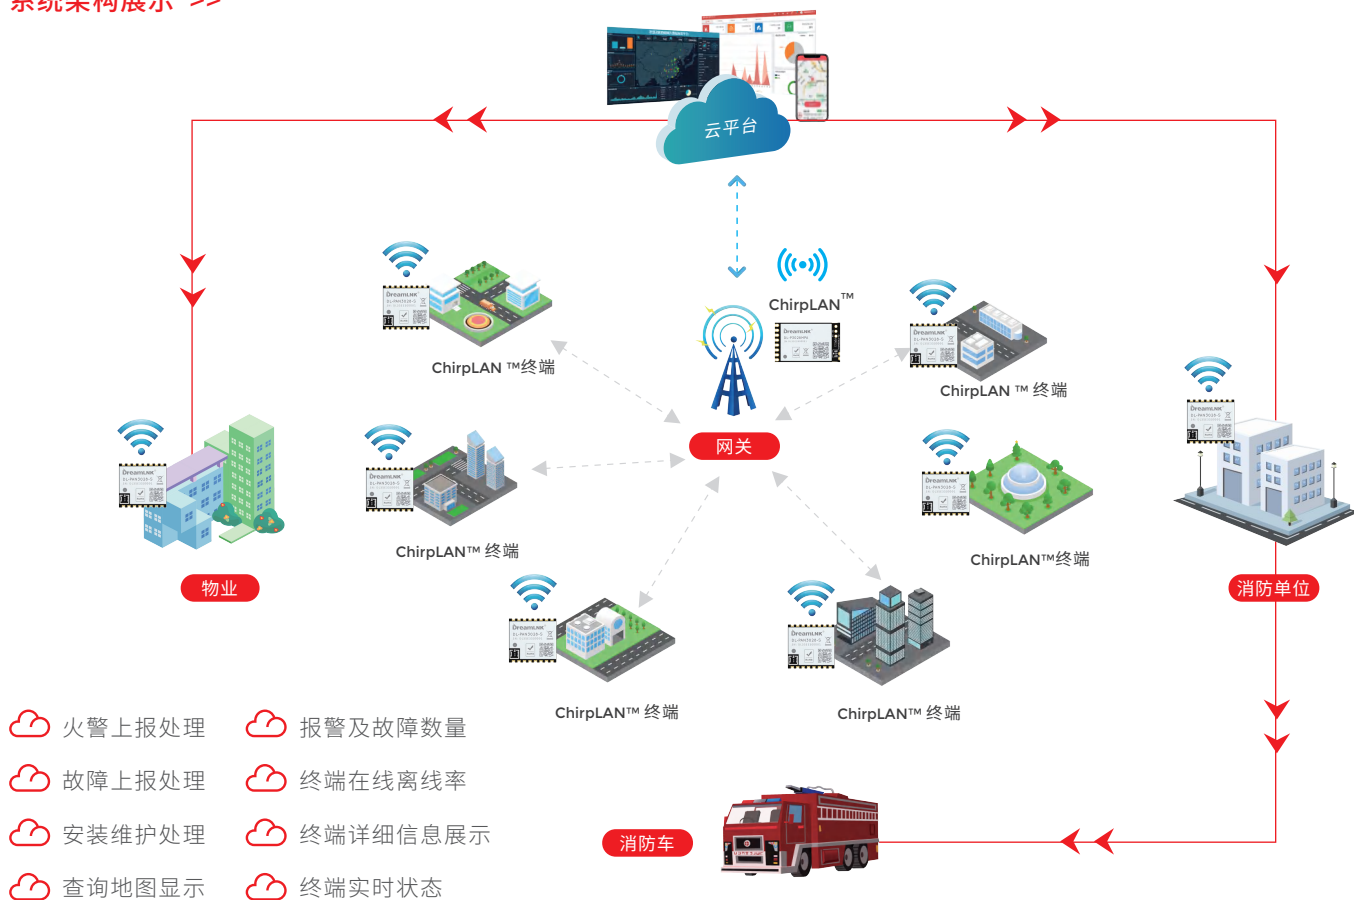 系统架构展示 >>
云平台
ChirpLAN™
DreamLNK
ChirpLAN ™终端
ChirpLAN ™ 终端
网关
ChirpLAN™ 终端
ChirpLAN™终端
物业
消防单位
ChirpLAN™ 终端
ChirpLAN™ 终端
火警上报处理
报警及故障数量
故障上报处理
终端在线离线率
安装维护处理
终端详细信息展示
查询地图显示
终端实时状态
消防车